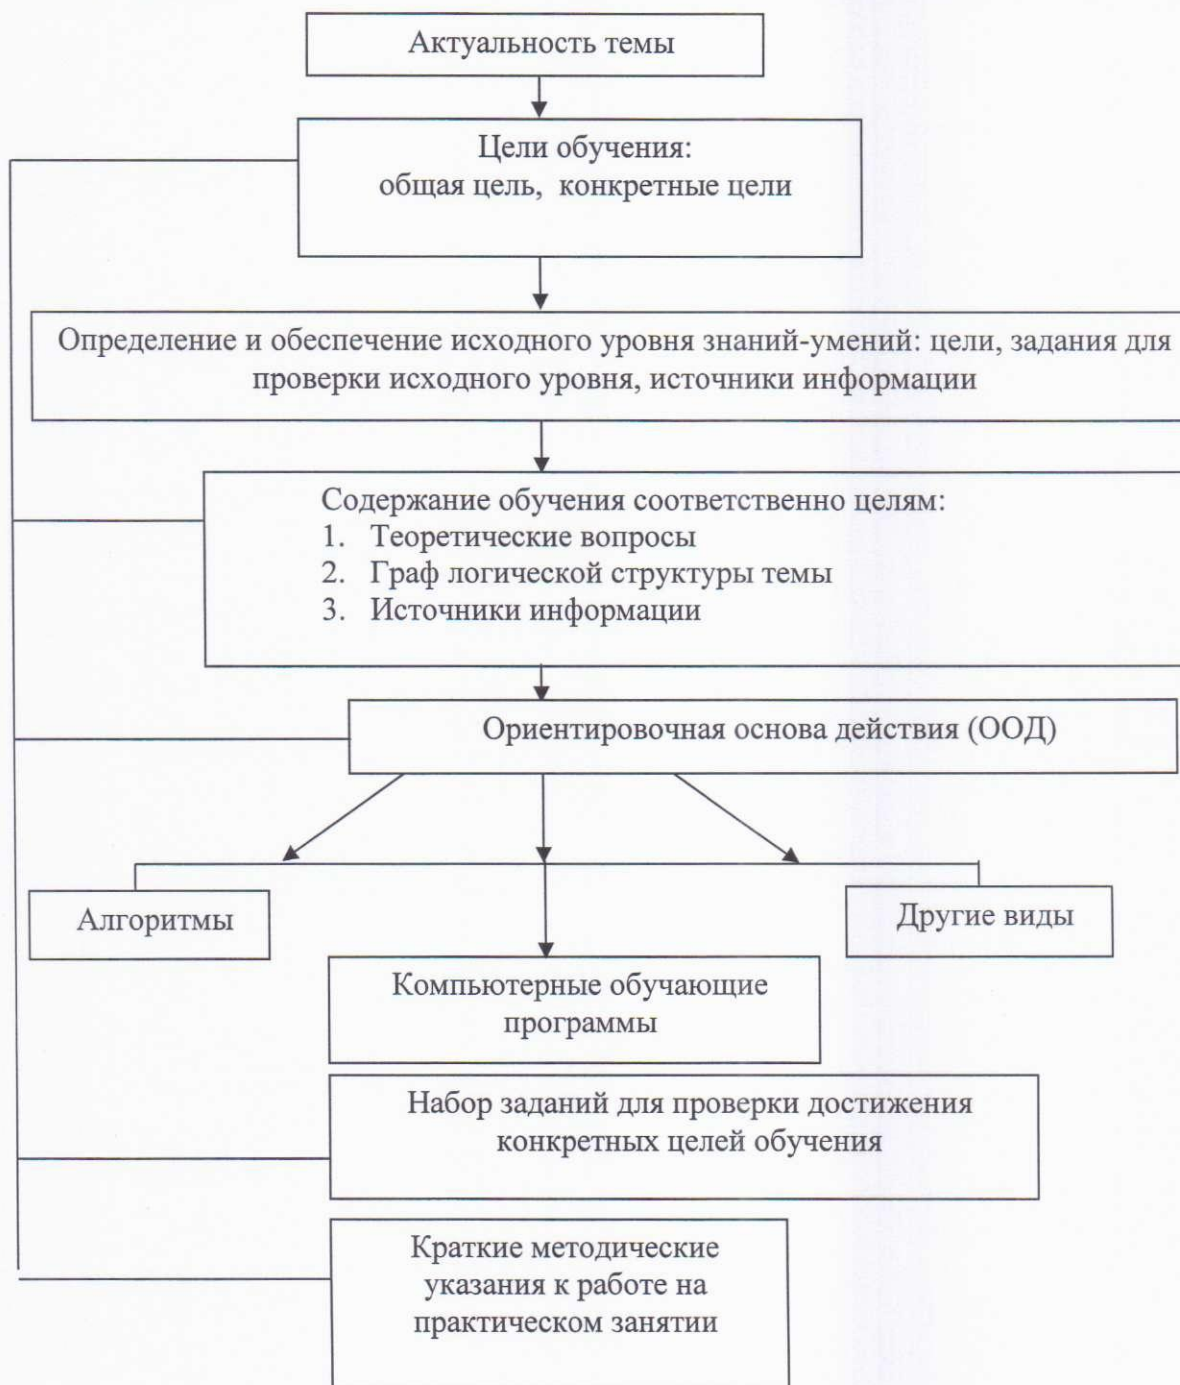 Актуальность темы
Цели обучения:
общая цель, конкретные цели
Определение и обеспечение исходного уровня знаний-умений: цели, задания для
проверки исходного уровня, источники информации
Содержание обучения соответственно целям:
1. Теоретические вопросы
2. Граф логической структуры темы
3. Источники информации
Ориентировочная основа действия (ООД)
Алгоритмы
Другие виды
Компьютерные обучающие
программы
Набор заданий для проверки достижения
конкретных целей обучения
Краткие методические
указания к работе на
практическом занятии